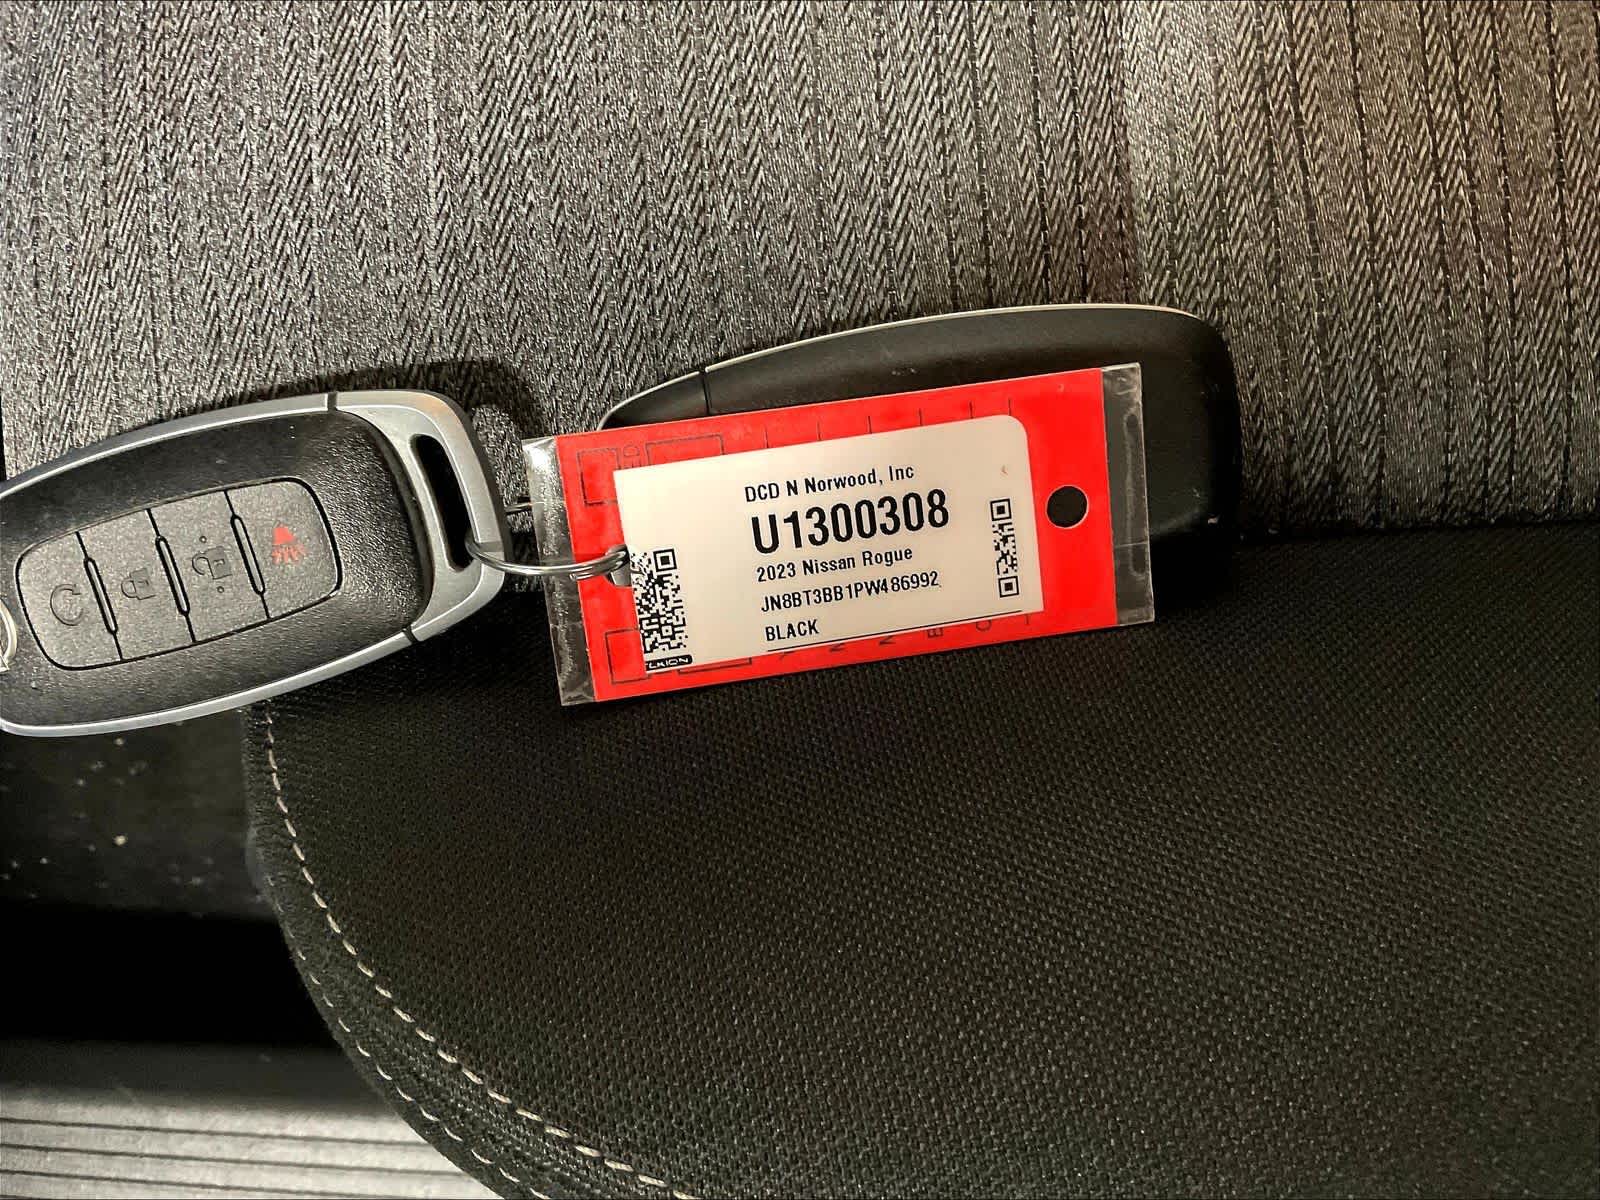 DCD N Norwood, Inc
U1300308
2023 Nissan Rogue
JN8BT3BB1PW486992
BLACK